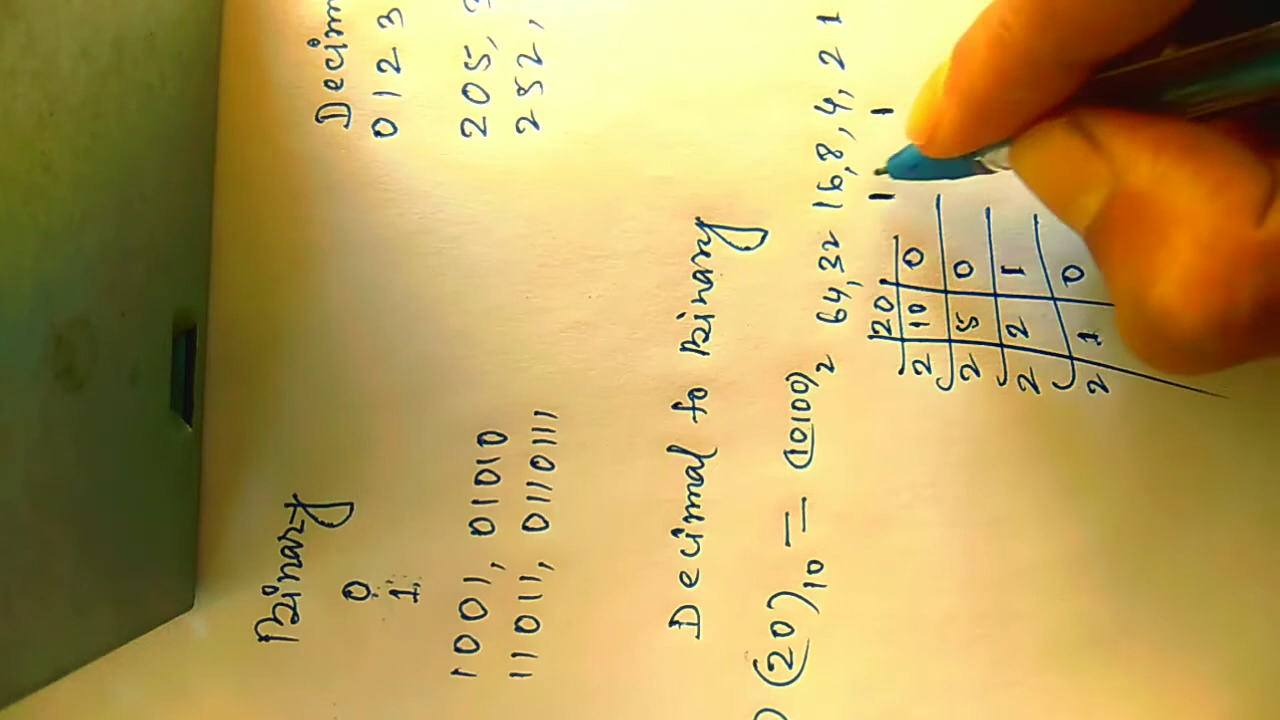 Binary
0
1
1001, 01010
11011, 0110111
0 1 2 3
205,
252,
Decimal to Binary
(20)10 = (10100)2
64, 32 16, 8, 4, 2 1
1 1
20
2 10 0
2 5 0
2 2 1
2 1 0